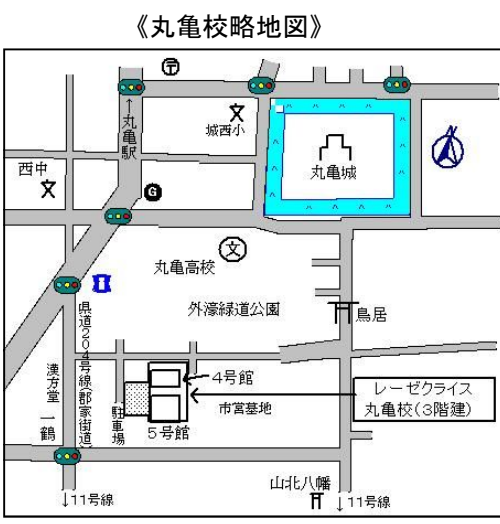 《丸亀校略地図》
〒
文
城西小
↑丸亀駅
西中
文
丸亀城
G
文
丸亀高校
外濠緑道公園
鳥居
県道204号線(郡家街道)
漢方堂
一鶴
駐車場
4号館
5号館
市営墓地
レーゼクライス
丸亀校(3階建)
山北八幡
↓11号線
↓11号線